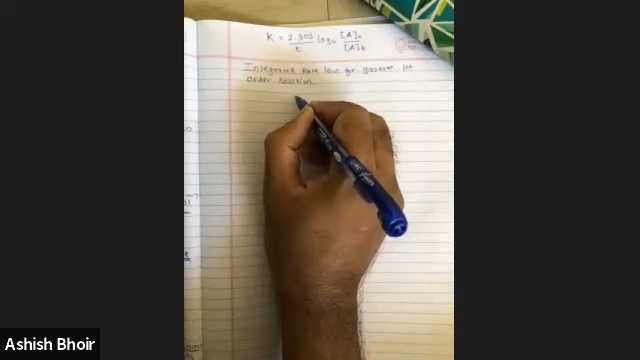 K = 2.303/t log₁₀ [A]₀/[A]t
Integrated Rate law for gaseous 1st
order reaction
Ashish Bhoir